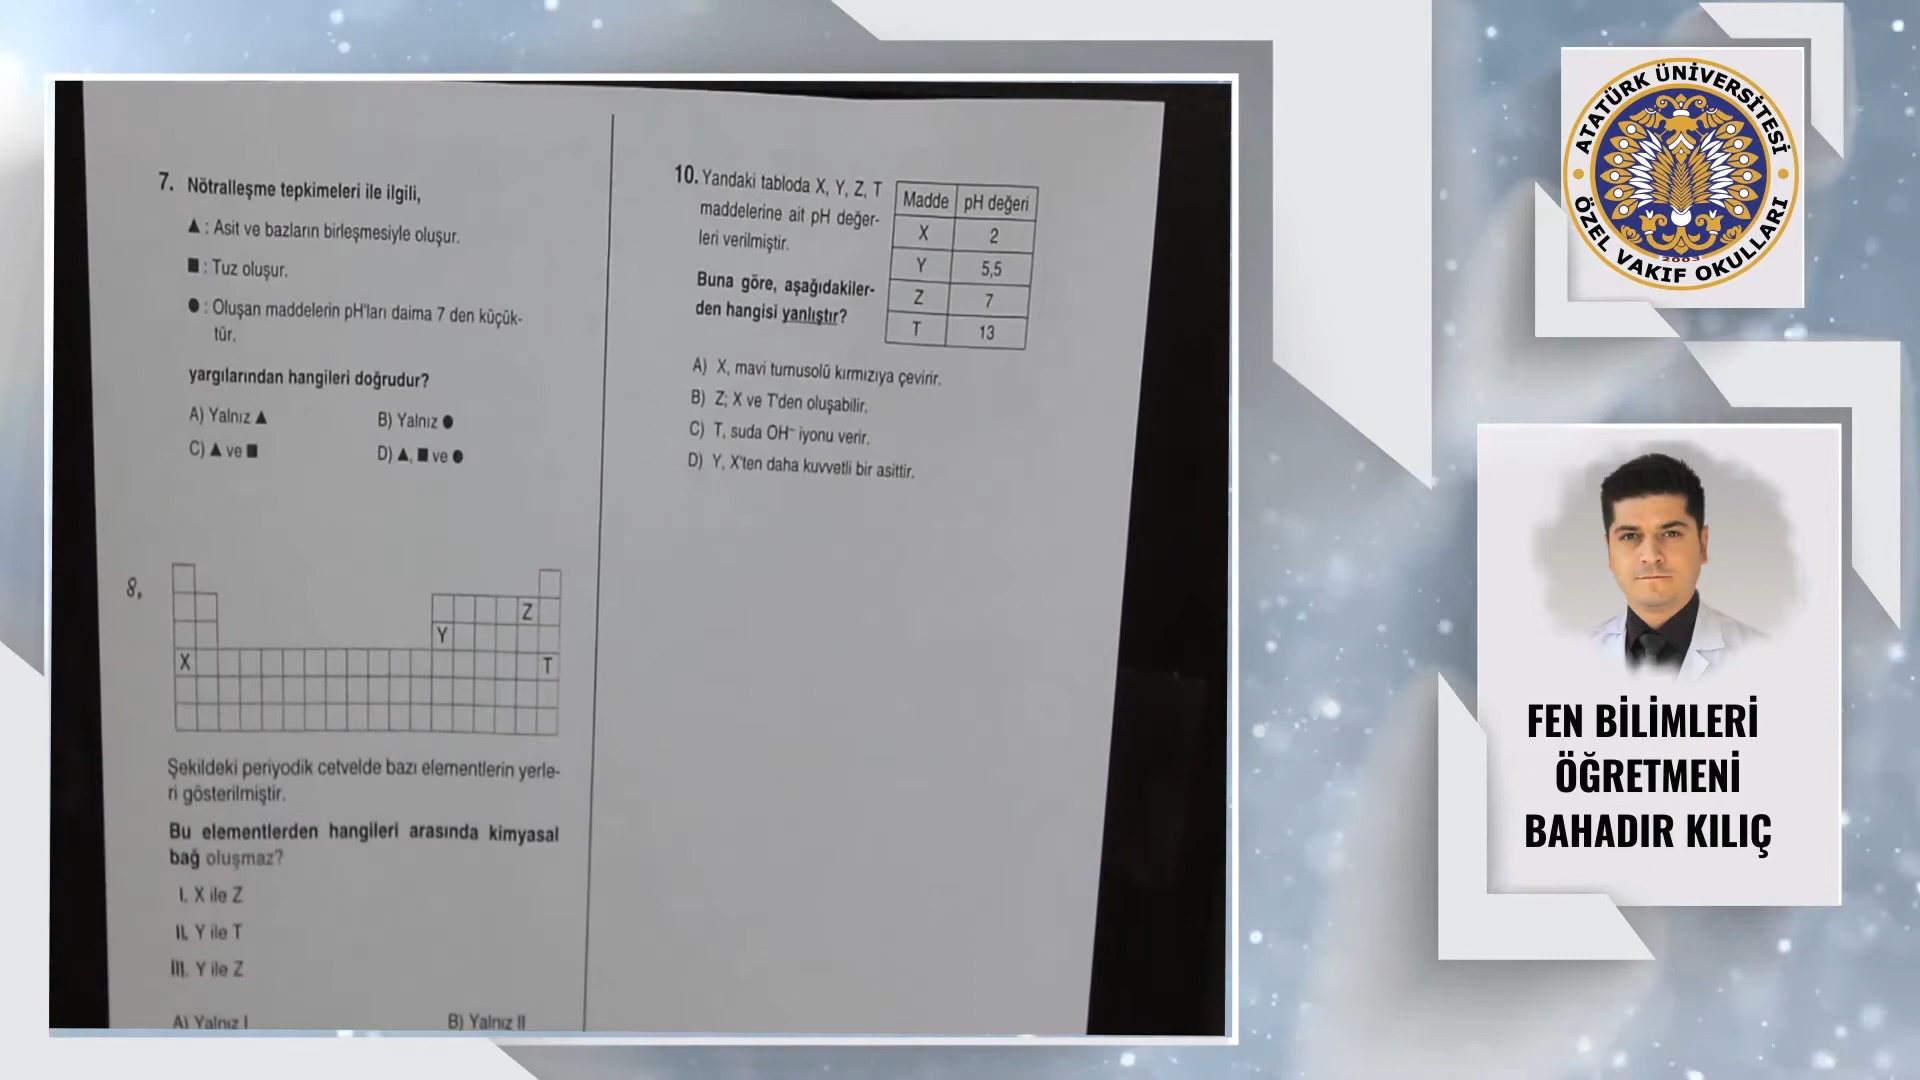 7. Nötralleşme tepkimeleri ile ilgili,
▲ : Asit ve bazların birleşmesiyle oluşur.
■ : Tuz oluşur.
● : Oluşan maddelerin pH'ları daima 7 den küçük-
tür.
yargılarından hangileri doğrudur?
A) Yalnız ▲
B) Yalnız ●
C) ▲ ve ■
D) ▲, ■ ve ●
8.
Z
Y
X
T
Şekildeki periyodik cetvelde bazı elementlerin yerle-
ri gösterilmiştir.
Bu elementlerden hangileri arasında kimyasal
bağ oluşmaz?
I. X ile Z
II. Y ile T
III. Y ile Z
A) Yalnız I
B) Yalnız II
10. Yandaki tabloda X, Y, Z, T
maddelerine ait pH değer-
leri verilmiştir.
Buna göre, aşağıdakiler-
den hangisi yanlıştır?
Madde pH değeri
X 2
Y 5,5
Z 7
T 13
A) X, mavi turnusolü kırmızıya çevirir.
B) Z; X ve T'den oluşabilir.
C) T, suda OH⁻ iyonu verir.
D) Y, X'ten daha kuvvetli bir asittir.
ATATÜRK ÜNİVERSİTESİ
ÖZEL VAKIF OKULLARI
2003
FEN BİLİMLERİ
ÖĞRETMENİ
BAHADIR KILIÇ